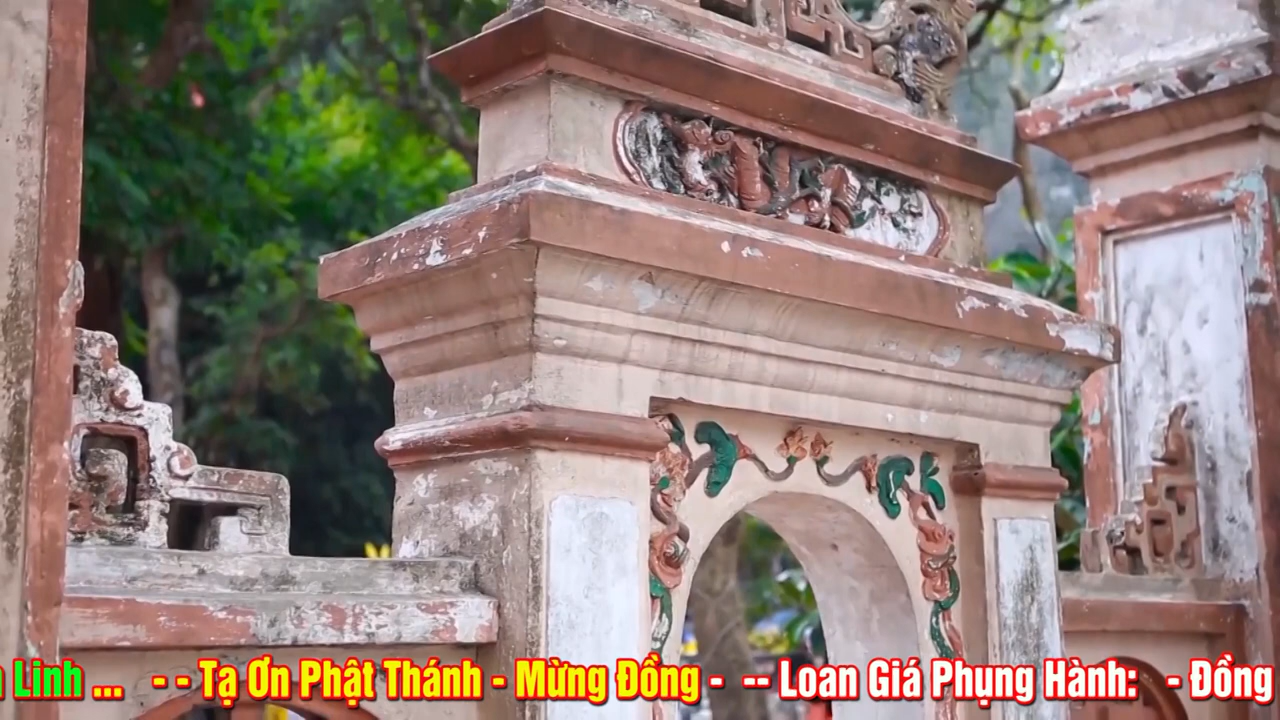 Linh ... - - Tạ Ơn Phật Thánh - Mừng Đồng - -- Loan Giá Phụng Hành: - Đồng